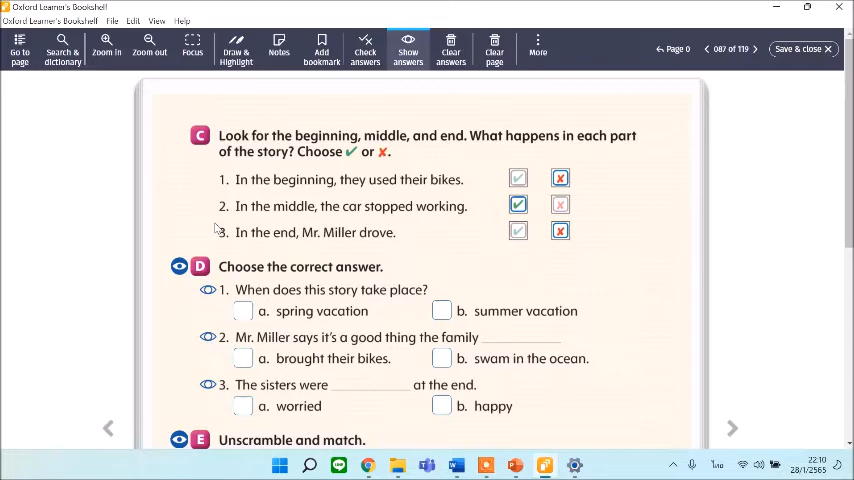 Oxford Learner's Bookshelf
Oxford Learner's Bookshelf File Edit View Help
Go to page
Search & dictionary
Zoom in
Zoom out
Focus
Draw & Highlight
Notes
Add bookmark
Check answers
Show answers
Clear answers
Clear page
More
Page 0
087 of 119
Save & close
C Look for the beginning, middle, and end. What happens in each part
of the story? Choose ✔ or ✘.
1. In the beginning, they used their bikes. ✔ ✘
2. In the middle, the car stopped working. ✔ ✘
3. In the end, Mr. Miller drove. ✔ ✘
D Choose the correct answer.
1. When does this story take place?
a. spring vacation b. summer vacation
2. Mr. Miller says it's a good thing the family ____________
a. brought their bikes. b. swam in the ocean.
3. The sisters were ____________ at the end.
a. worried b. happy
E Unscramble and match.
ไทย
22:10
28/1/2565